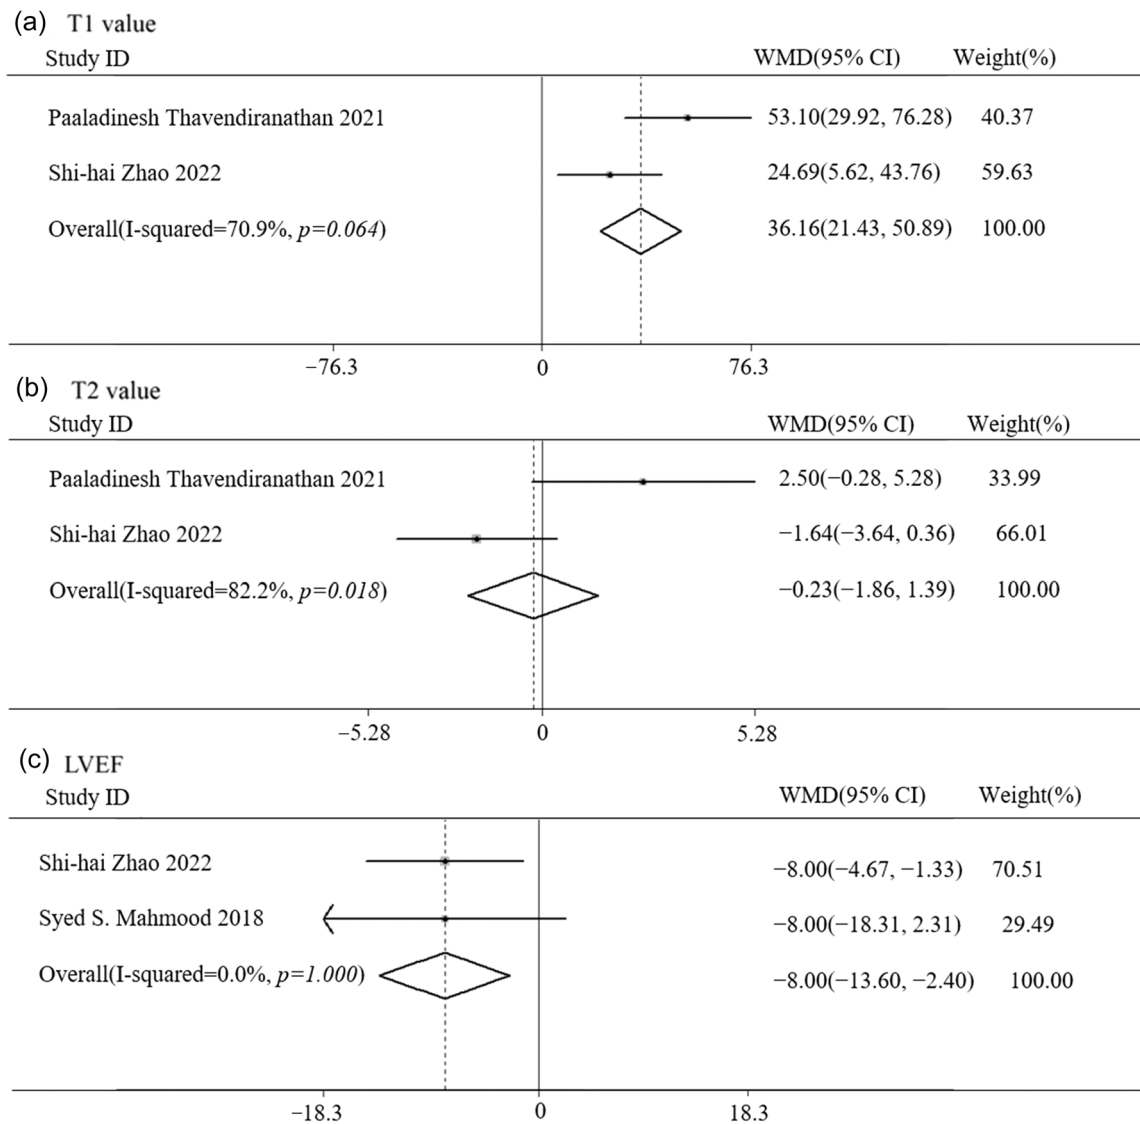 (a) T1 value
Study ID WMD(95% CI) Weight(%)
Paaladinesh Thavendiranathan 2021 53.10(29.92, 76.28) 40.37
Shi-hai Zhao 2022 24.69(5.62, 43.76) 59.63
Overall(I-squared=70.9%, p=0.064) 36.16(21.43, 50.89) 100.00
−76.3 0 76.3
(b) T2 value
Study ID WMD(95% CI) Weight(%)
Paaladinesh Thavendiranathan 2021 2.50(−0.28, 5.28) 33.99
Shi-hai Zhao 2022 −1.64(−3.64, 0.36) 66.01
Overall(I-squared=82.2%, p=0.018) −0.23(−1.86, 1.39) 100.00
−5.28 0 5.28
(c) LVEF
Study ID WMD(95% CI) Weight(%)
Shi-hai Zhao 2022 −8.00(−4.67, −1.33) 70.51
Syed S. Mahmood 2018 −8.00(−18.31, 2.31) 29.49
Overall(I-squared=0.0%, p=1.000) −8.00(−13.60, −2.40) 100.00
−18.3 0 18.3